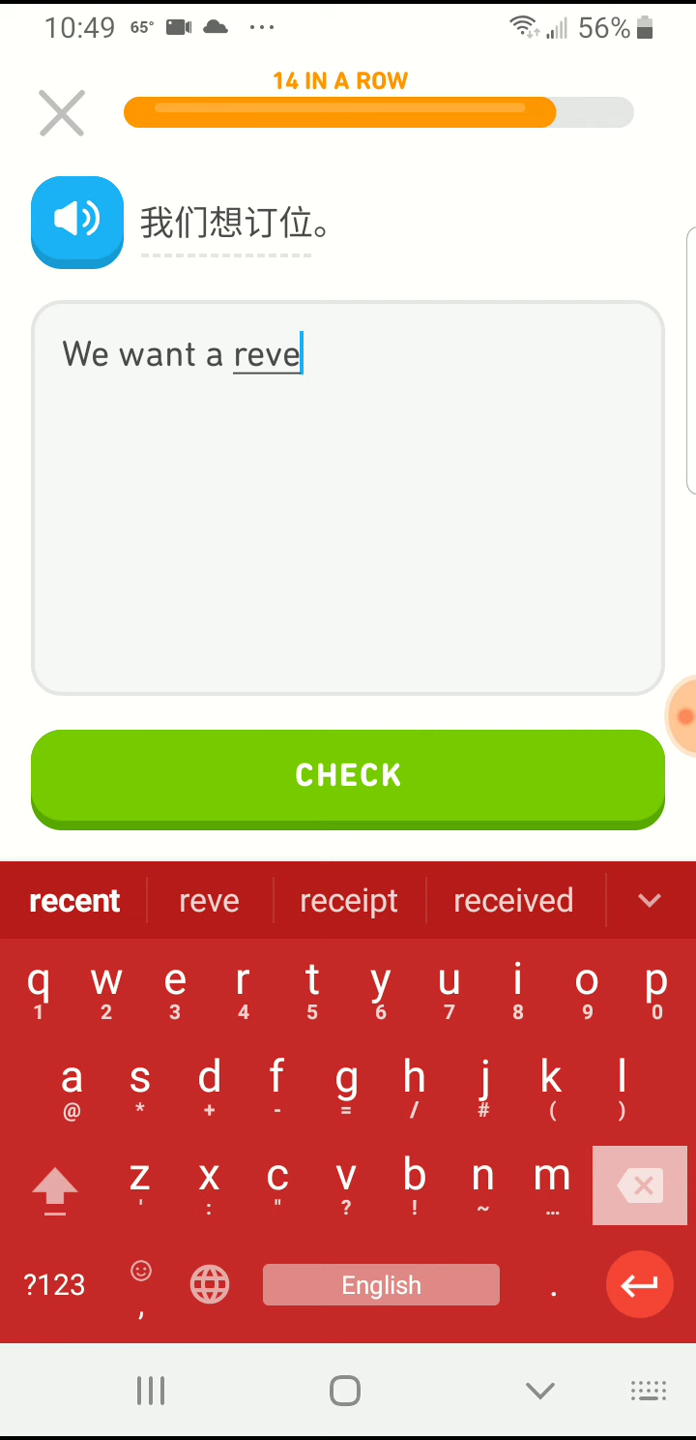 10:49 65° ... 56%
14 IN A ROW
我们想订位。
We want a reve
CHECK
recent reve receipt received
q w e r t y u i o p
1 2 3 4 5 6 7 8 9 0
a s d f g h j k l
@ * + - = / # ( )
z x c v b n m
' : " ? ! ~ ...
?123 , English .